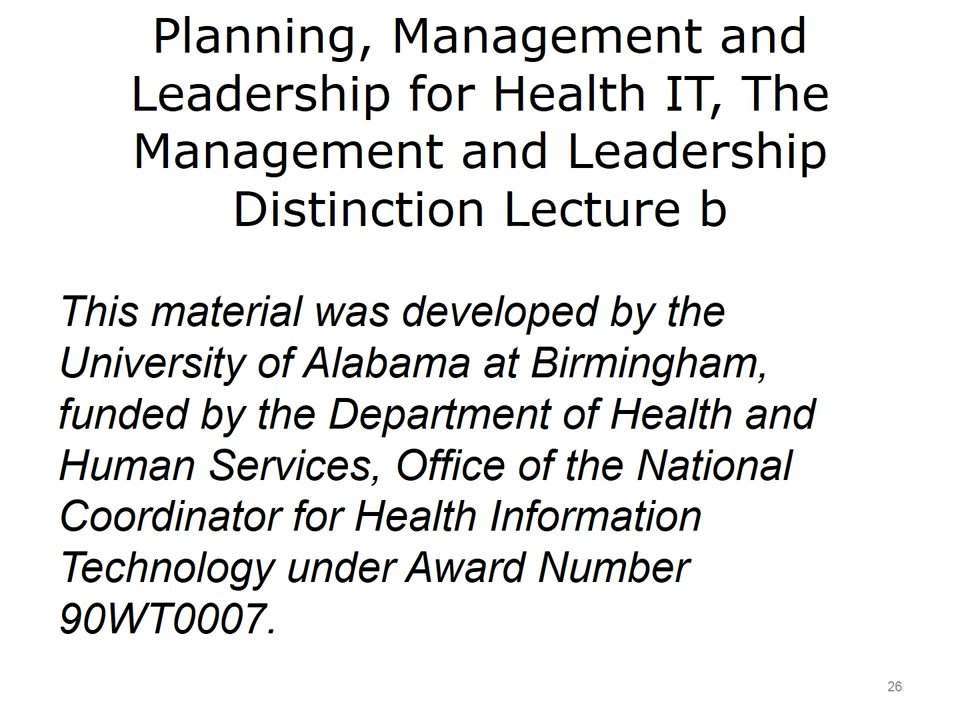 Planning, Management and
Leadership for Health IT, The
Management and Leadership
Distinction Lecture b
This material was developed by the
University of Alabama at Birmingham,
funded by the Department of Health and
Human Services, Office of the National
Coordinator for Health Information
Technology under Award Number
90WT0007.
26